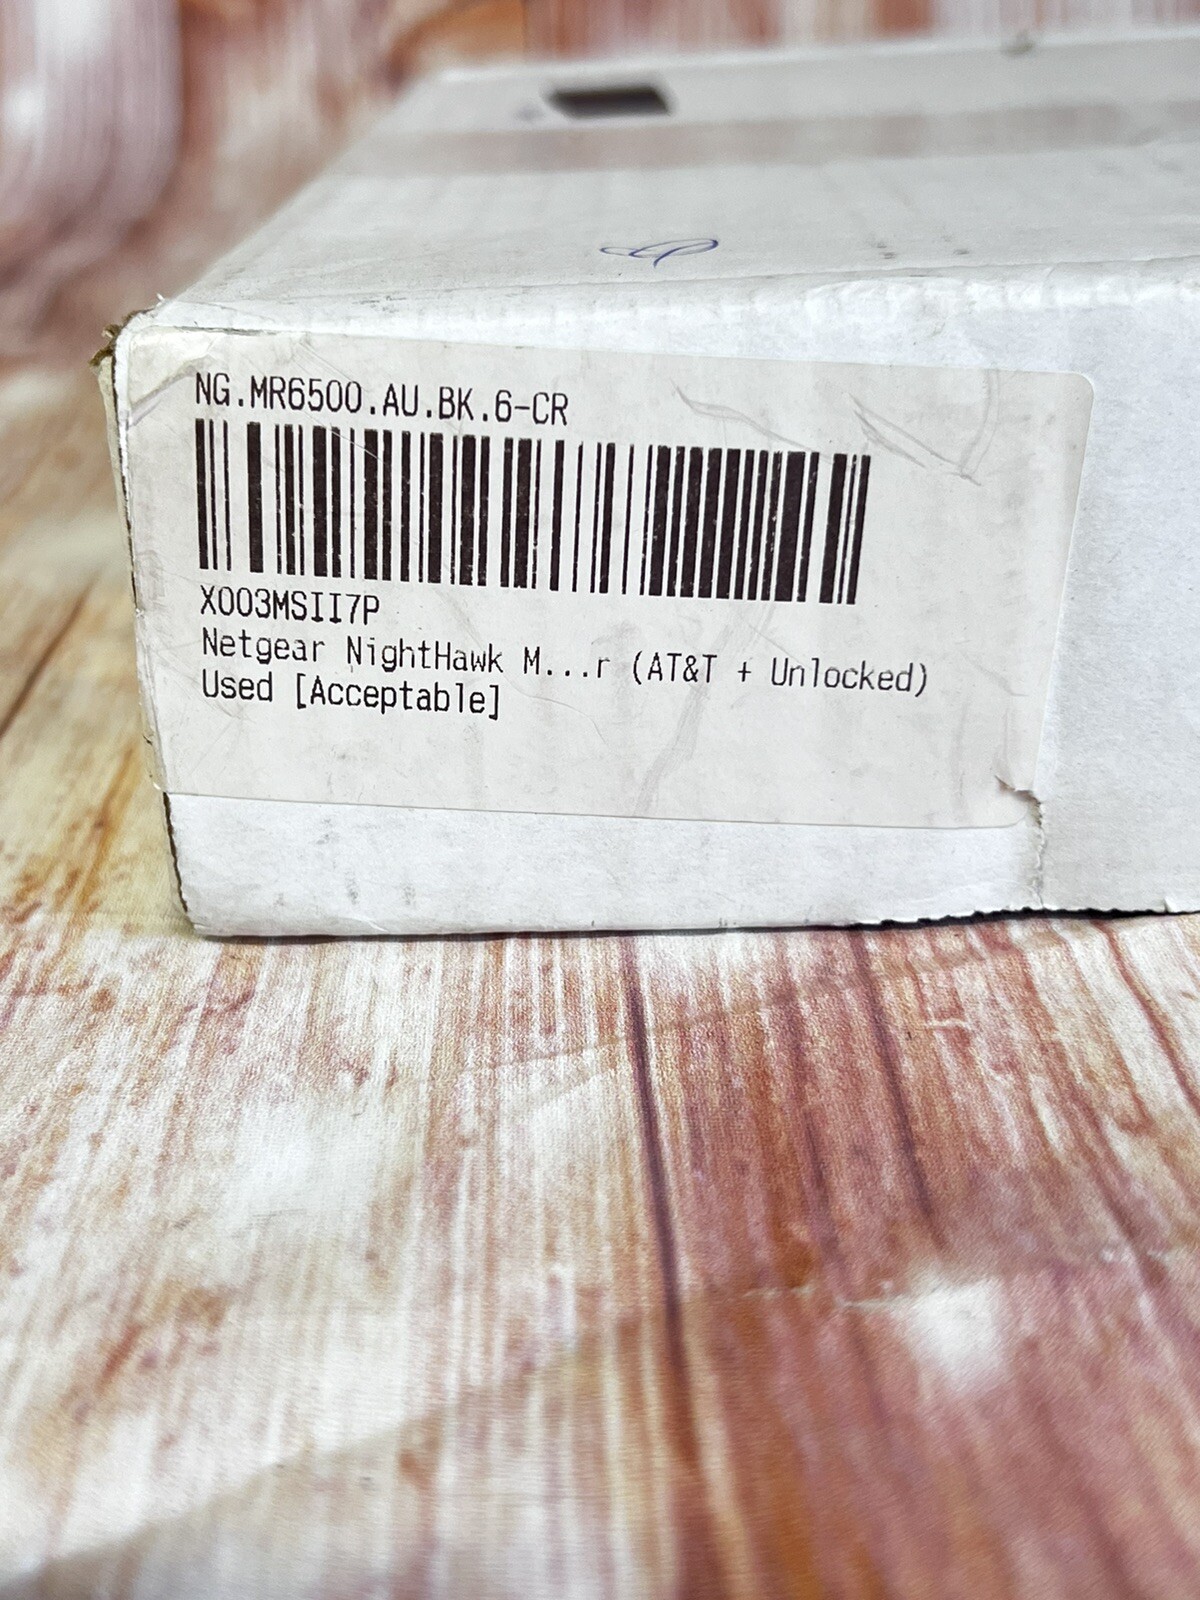 NG.MR6500.AU.BK.6-CR
X003MSII7P
Netgear NightHawk M...r (AT&T + Unlocked)
Used [Acceptable]